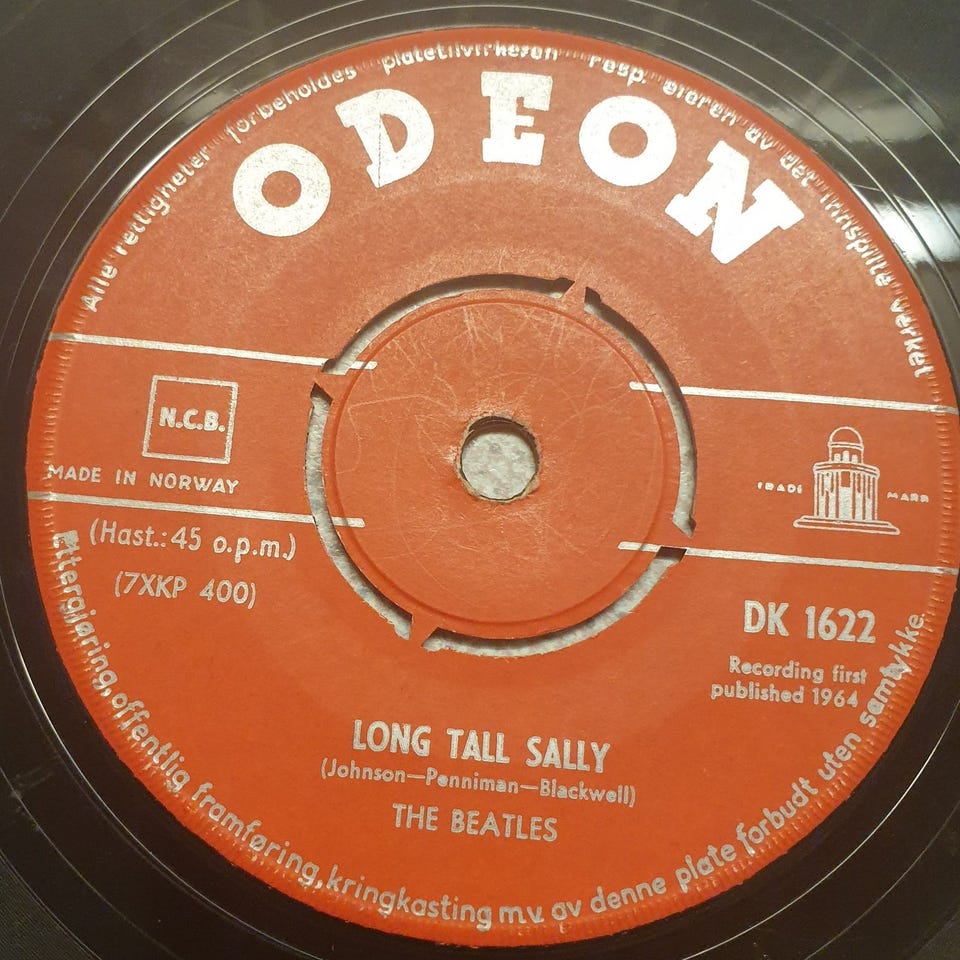 Alle rettigheter forbeholdes platetilvirkeren resp. eieren av det innspilte verket
ODEON
N.C.B.
MADE IN NORWAY
TRADE MARK
(Hast.: 45 o.p.m.)
(7XKP 400)
DK 1622
Recording first
published 1964
LONG TALL SALLY
(Johnson—Penniman—Blackwell)
THE BEATLES
Ettergjøring, offentlig framføring, kringkasting m.v. av denne plate forbudt uten samtykke.